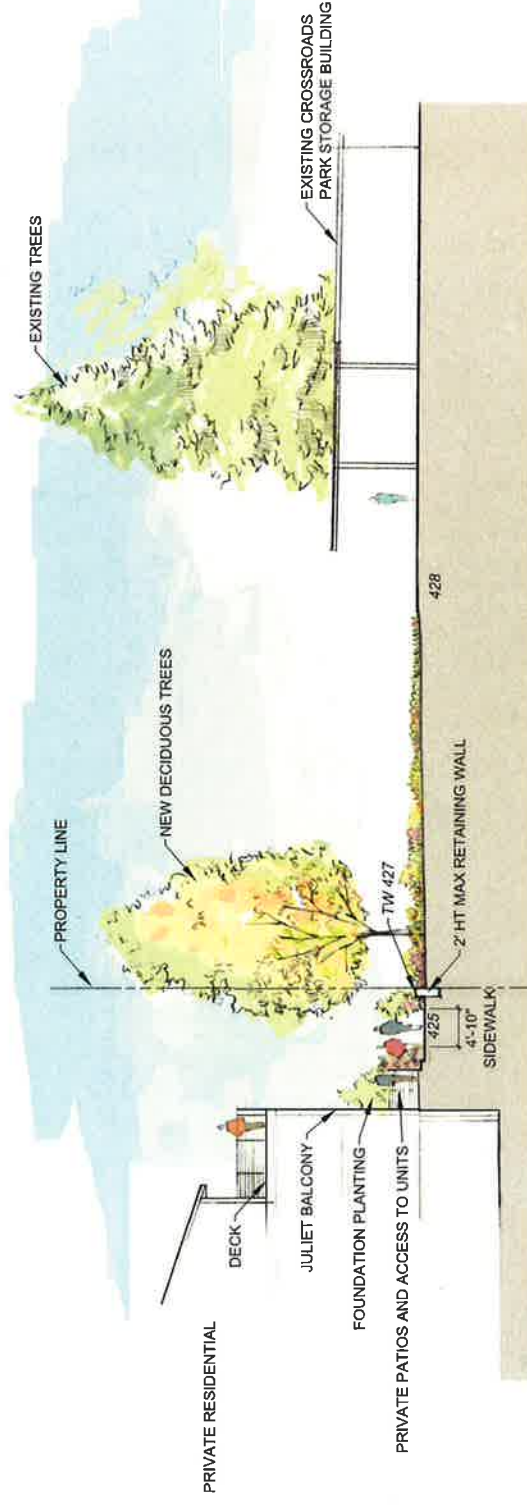 EXISTING TREES
EXISTING CROSSROADS
PARK STORAGE BUILDING
PROPERTY LINE
NEW DECIDUOUS TREES
428
TW 427
2' HT MAX RETAINING WALL
425
4'-10"
SIDEWALK
PRIVATE RESIDENTIAL
DECK
JULIET BALCONY
FOUNDATION PLANTING
PRIVATE PATIOS AND ACCESS TO UNITS